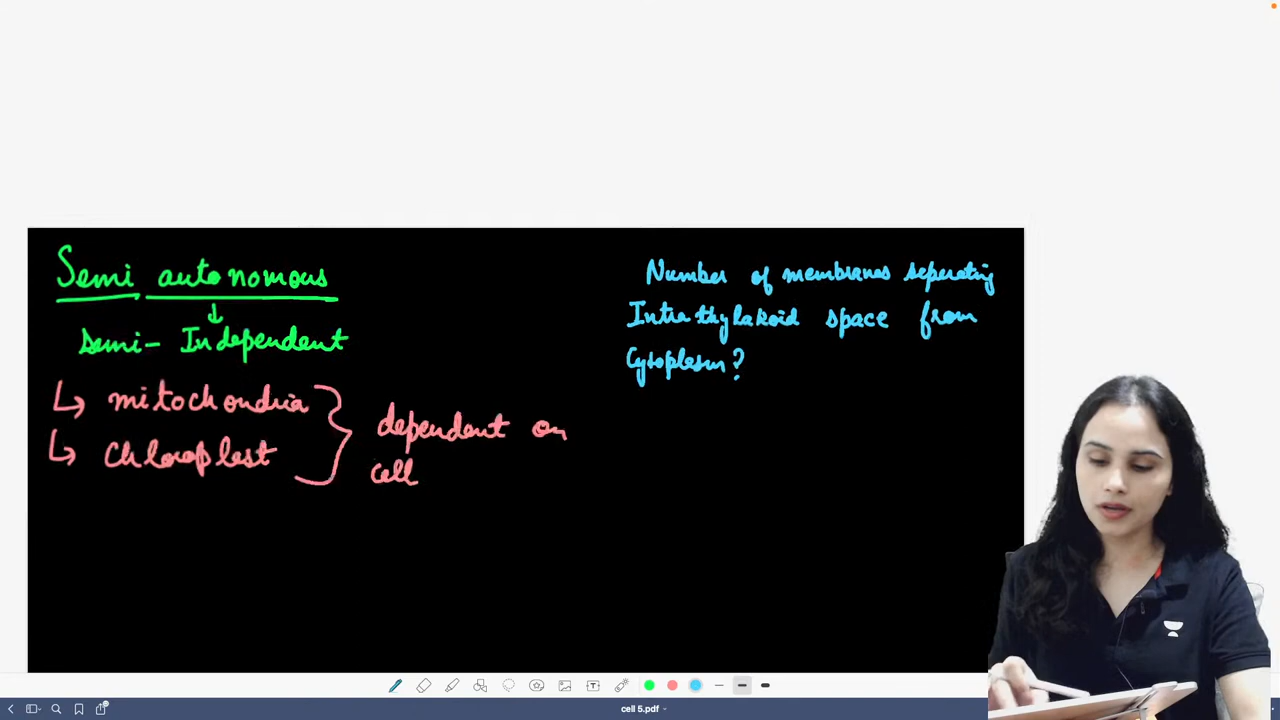 Semi autonomous
↓
semi- Independent
↳ mitochondria
↳ chloroplast
dependent on
cell
Number of membranes seperating
Intrathylakoid space from
Cytoplasm?
cell 5.pdf